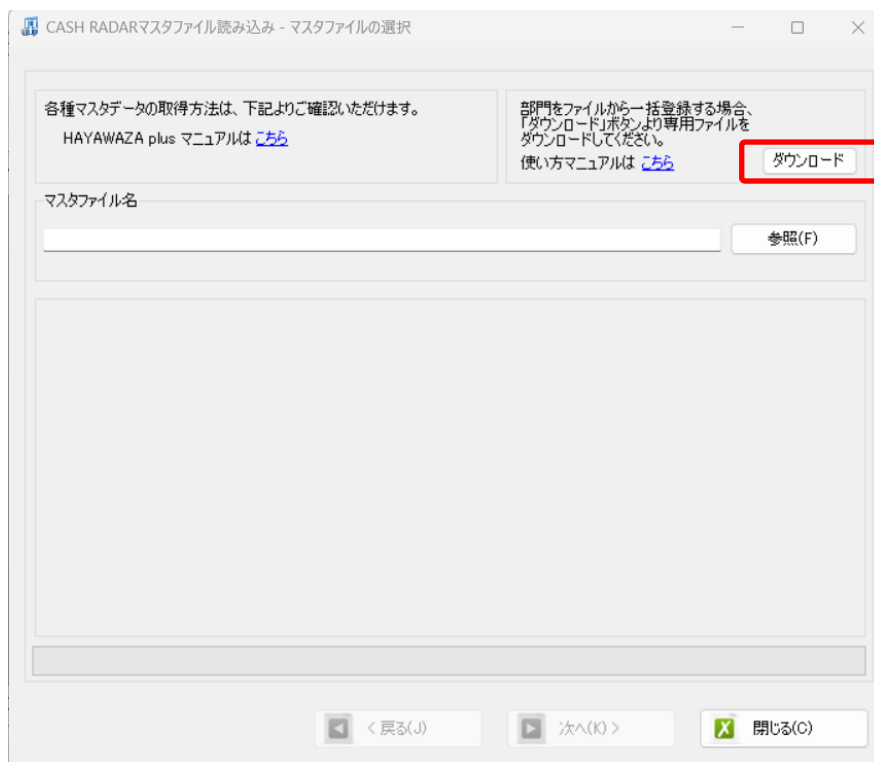 CASH RADARマスタファイル読み込み - マスタファイルの選択
各種マスタデータの取得方法は、下記よりご確認いただけます。
HAYAWAZA plus マニュアルは こちら
部門をファイルから一括登録する場合、
「ダウンロード」ボタンより専用ファイルを
ダウンロードしてください。
使い方マニュアルは こちら
ダウンロード
マスタファイル名
参照(F)
< 戻る(J)
次へ(K) >
閉じる(C)